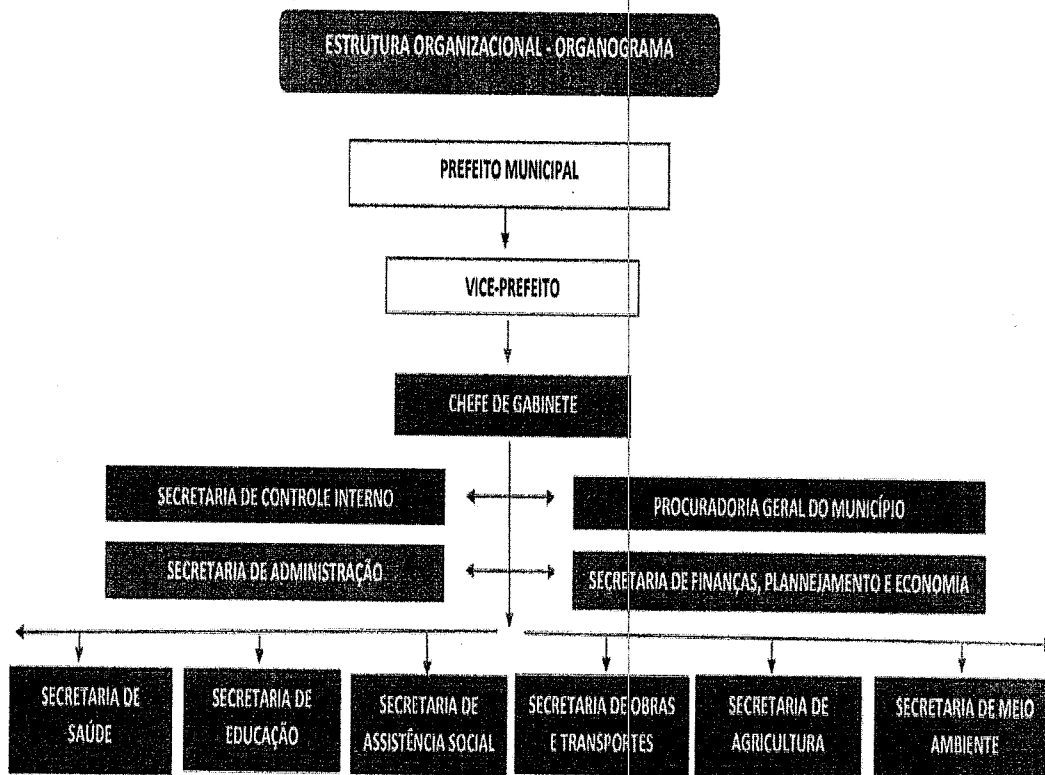 ESTRUTURA ORGANIZACIONAL - ORGANOGRAMA
PREFEITO MUNICIPAL
VICE-PREFEITO
CHEFE DE GABINETE
SECRETARIA DE CONTROLE INTERNO
PROCURADORIA GERAL DO MUNICÍPIO
SECRETARIA DE ADMINISTRAÇÃO
SECRETARIA DE FINANÇAS, PLANNEJAMENTO E ECONOMIA
SECRETARIA DE
SAÚDE
SECRETARIA DE
EDUCAÇÃO
SECRETARIA DE
ASSISTÊNCIA SOCIAL
SECRETARIA DE OBRAS
E TRANSPORTES
SECRETARIA DE
AGRICULTURA
SECRETARIA DE MEIO
AMBIENTE